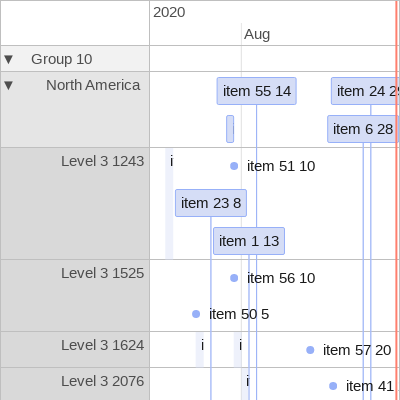 2020
Aug
▼ Group 10
▼ North America
item 55 14
item 24 29
item 6 28
Level 3 1243
i
item 51 10
item 23 8
item 1 13
Level 3 1525
item 56 10
item 50 5
Level 3 1624
i
i
item 57 20
Level 3 2076
i
item 41